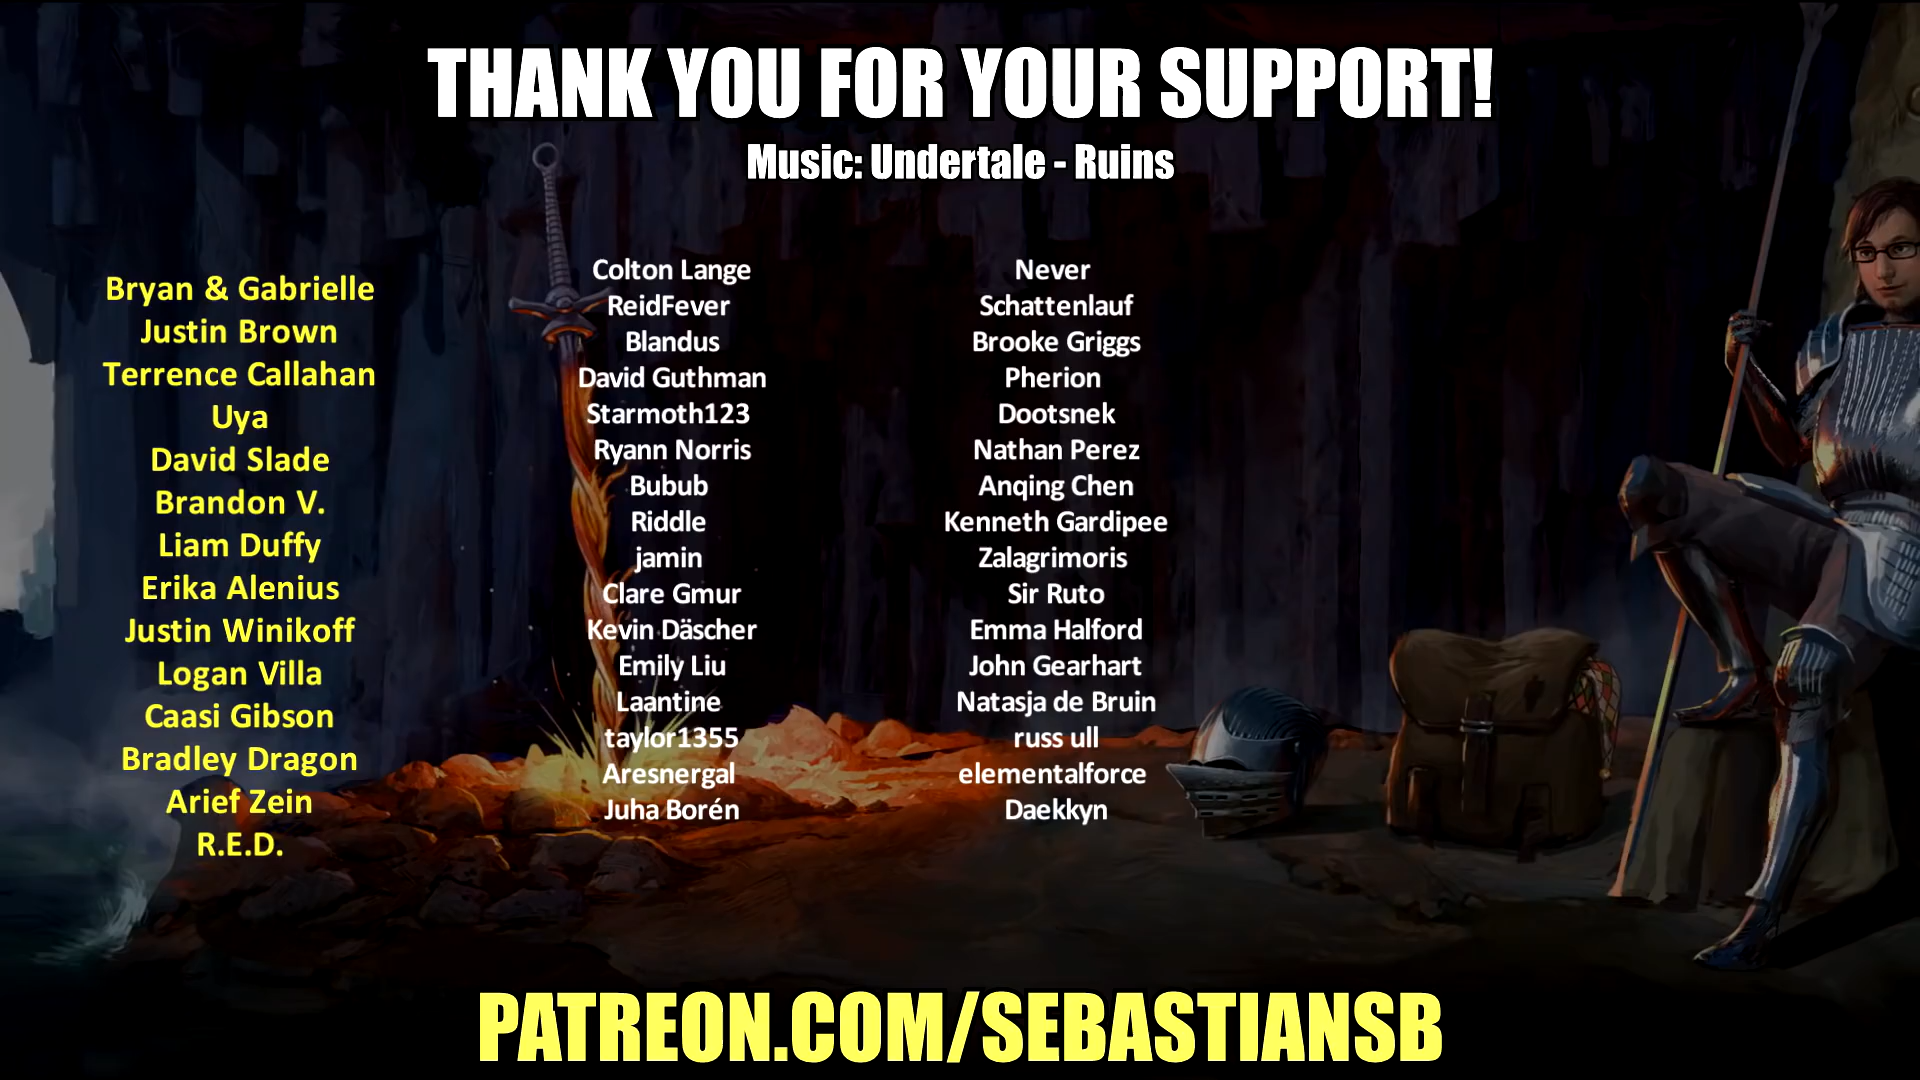 THANK YOU FOR YOUR SUPPORT!
Music: Undertale - Ruins
Bryan & Gabrielle
Justin Brown
Terrence Callahan
Uya
David Slade
Brandon V.
Liam Duffy
Erika Alenius
Justin Winikoff
Logan Villa
Caasi Gibson
Bradley Dragon
Arief Zein
R.E.D.
Colton Lange
ReidFever
Blandus
David Guthman
Starmoth123
Ryann Norris
Bubub
Riddle
jamin
Clare Gmur
Kevin Däscher
Emily Liu
Laantine
taylor1355
Aresnergal
Juha Borén
Never
Schattenlauf
Brooke Griggs
Pherion
Dootsnek
Nathan Perez
Anqing Chen
Kenneth Gardipee
Zalagrimoris
Sir Ruto
Emma Halford
John Gearhart
Natasja de Bruin
russ ull
elementalforce
Daekkyn
PATREON.COM/SEBASTIANSB